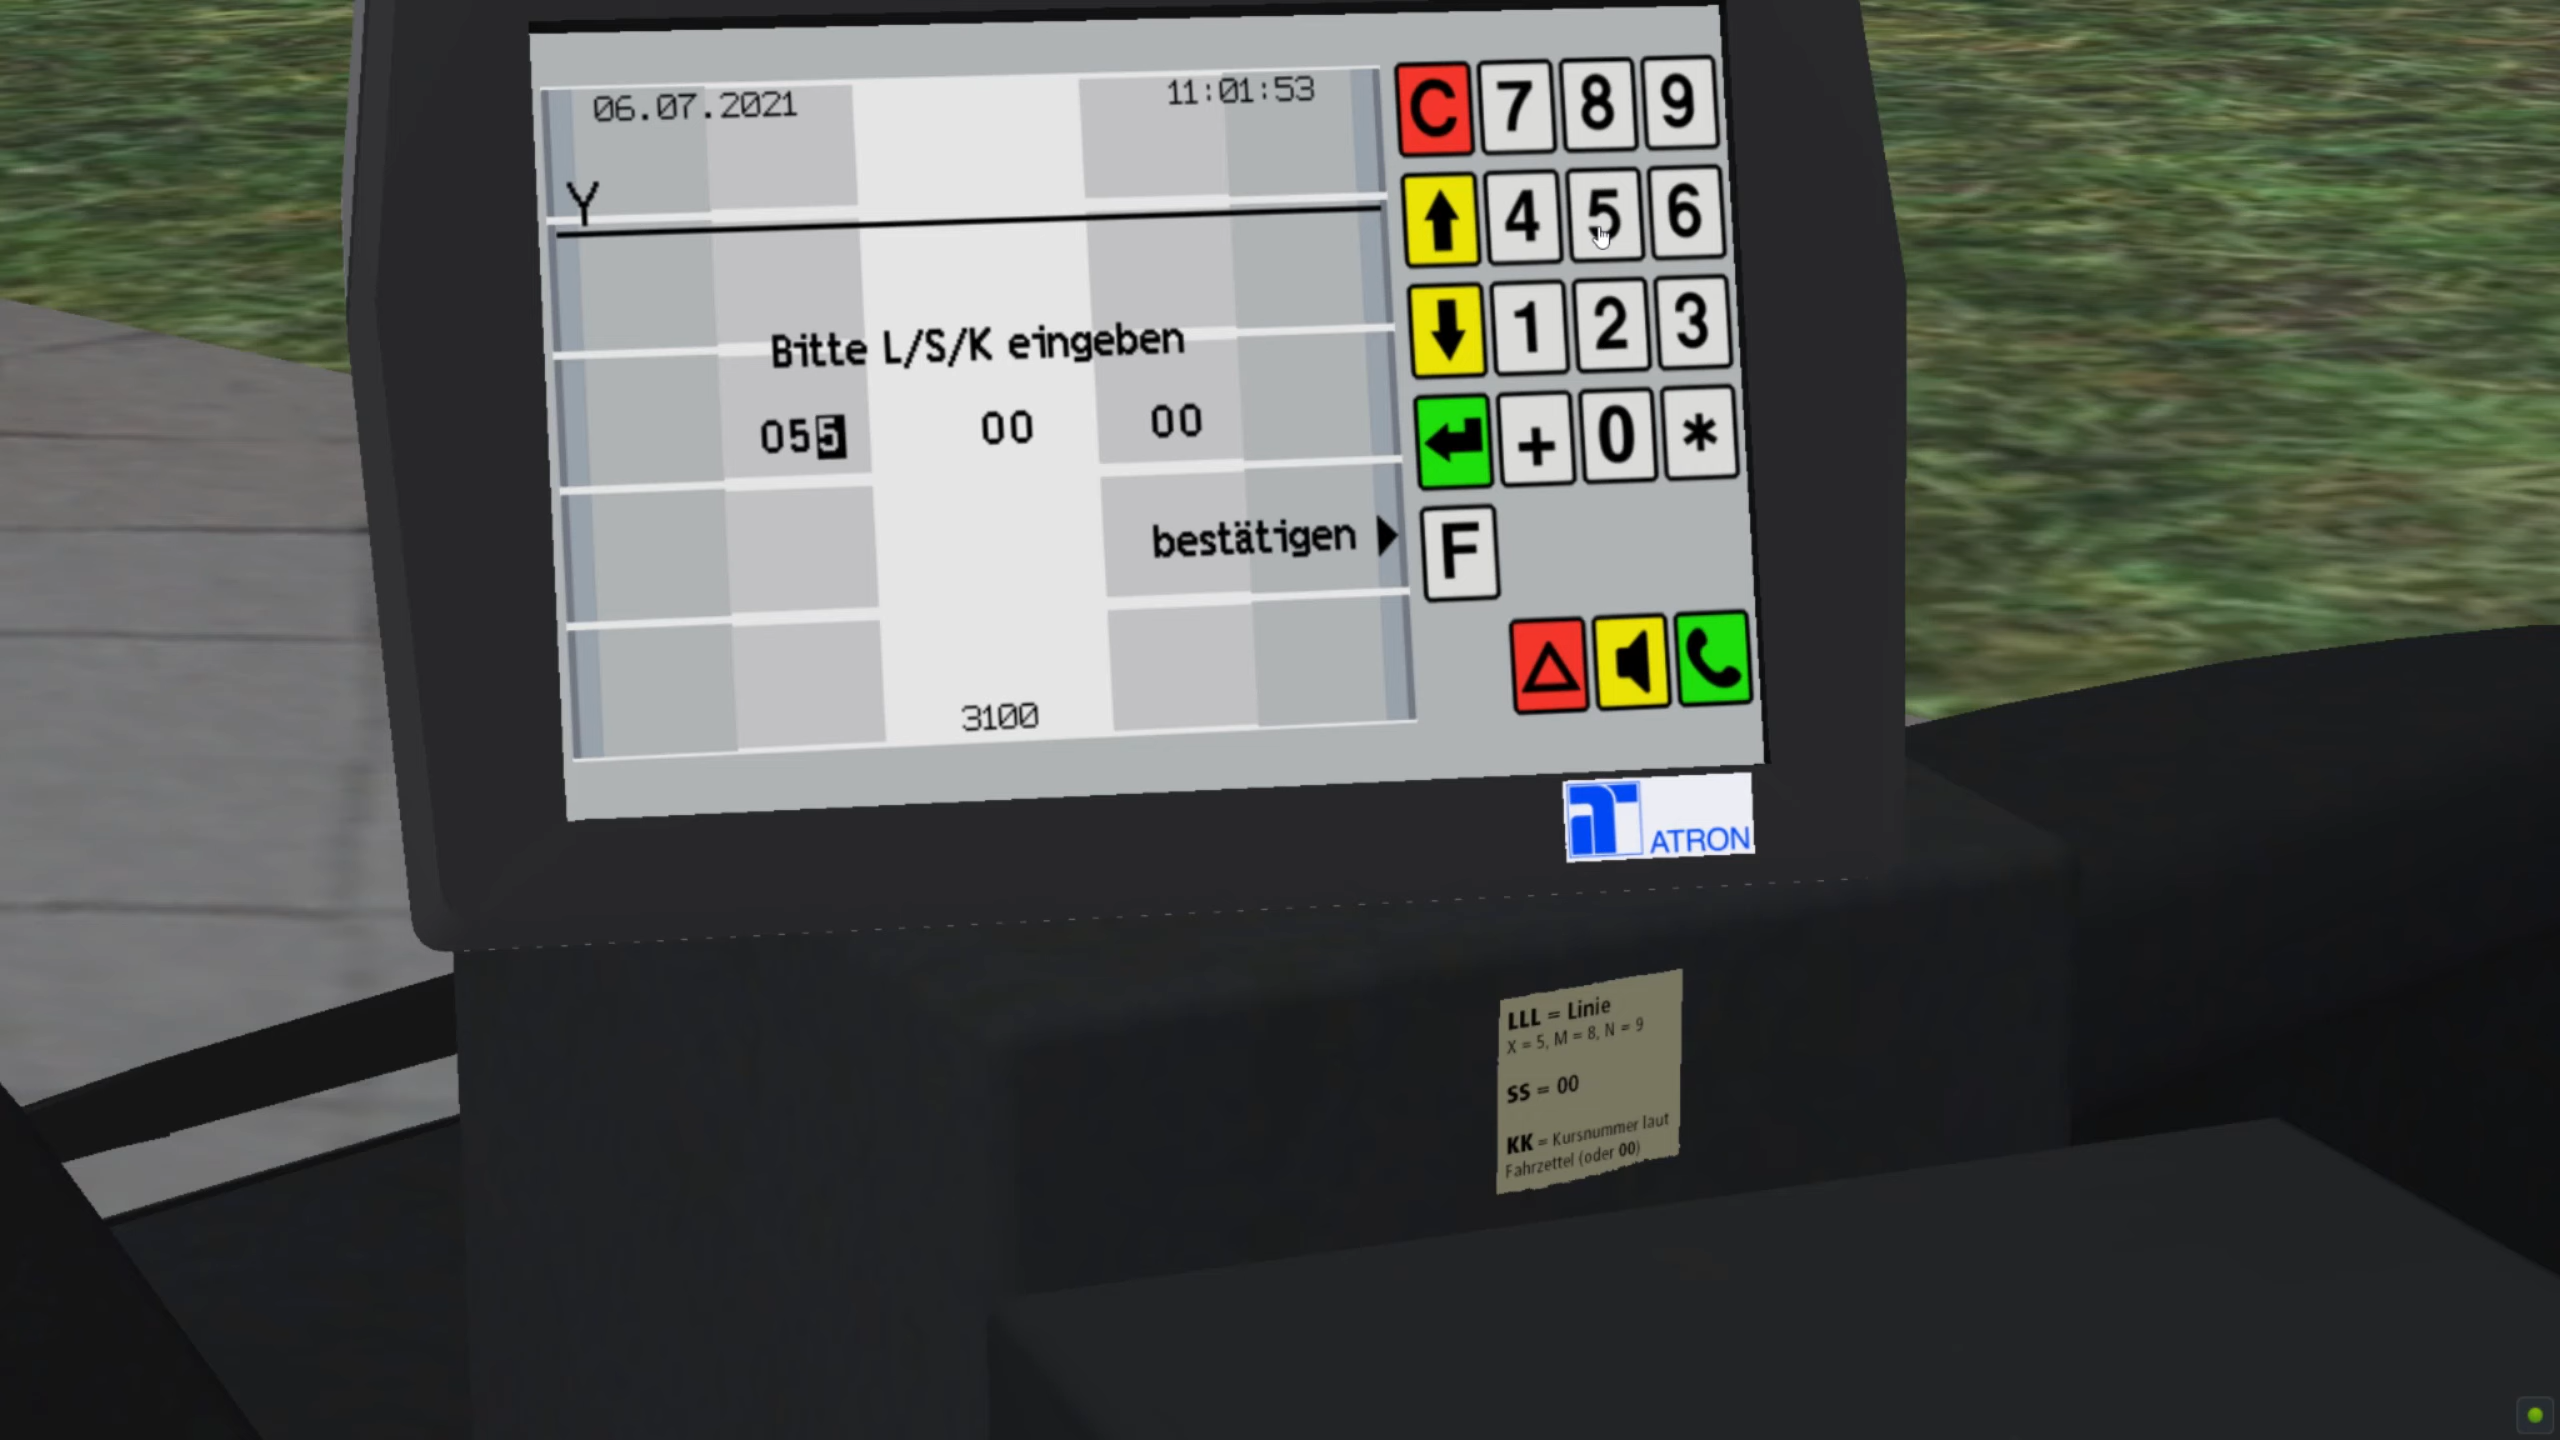 06.07.2021 11:01:53
Y
Bitte L/S/K eingeben
055 00 00
bestätigen
3100
C 7 8 9
4 5 6
1 2 3
+ 0 *
F
ATRON
LLL = Linie
X = 5, M = 8, N = 9
SS = 00
KK = Kursnummer laut
Fahrzettel (oder 00)